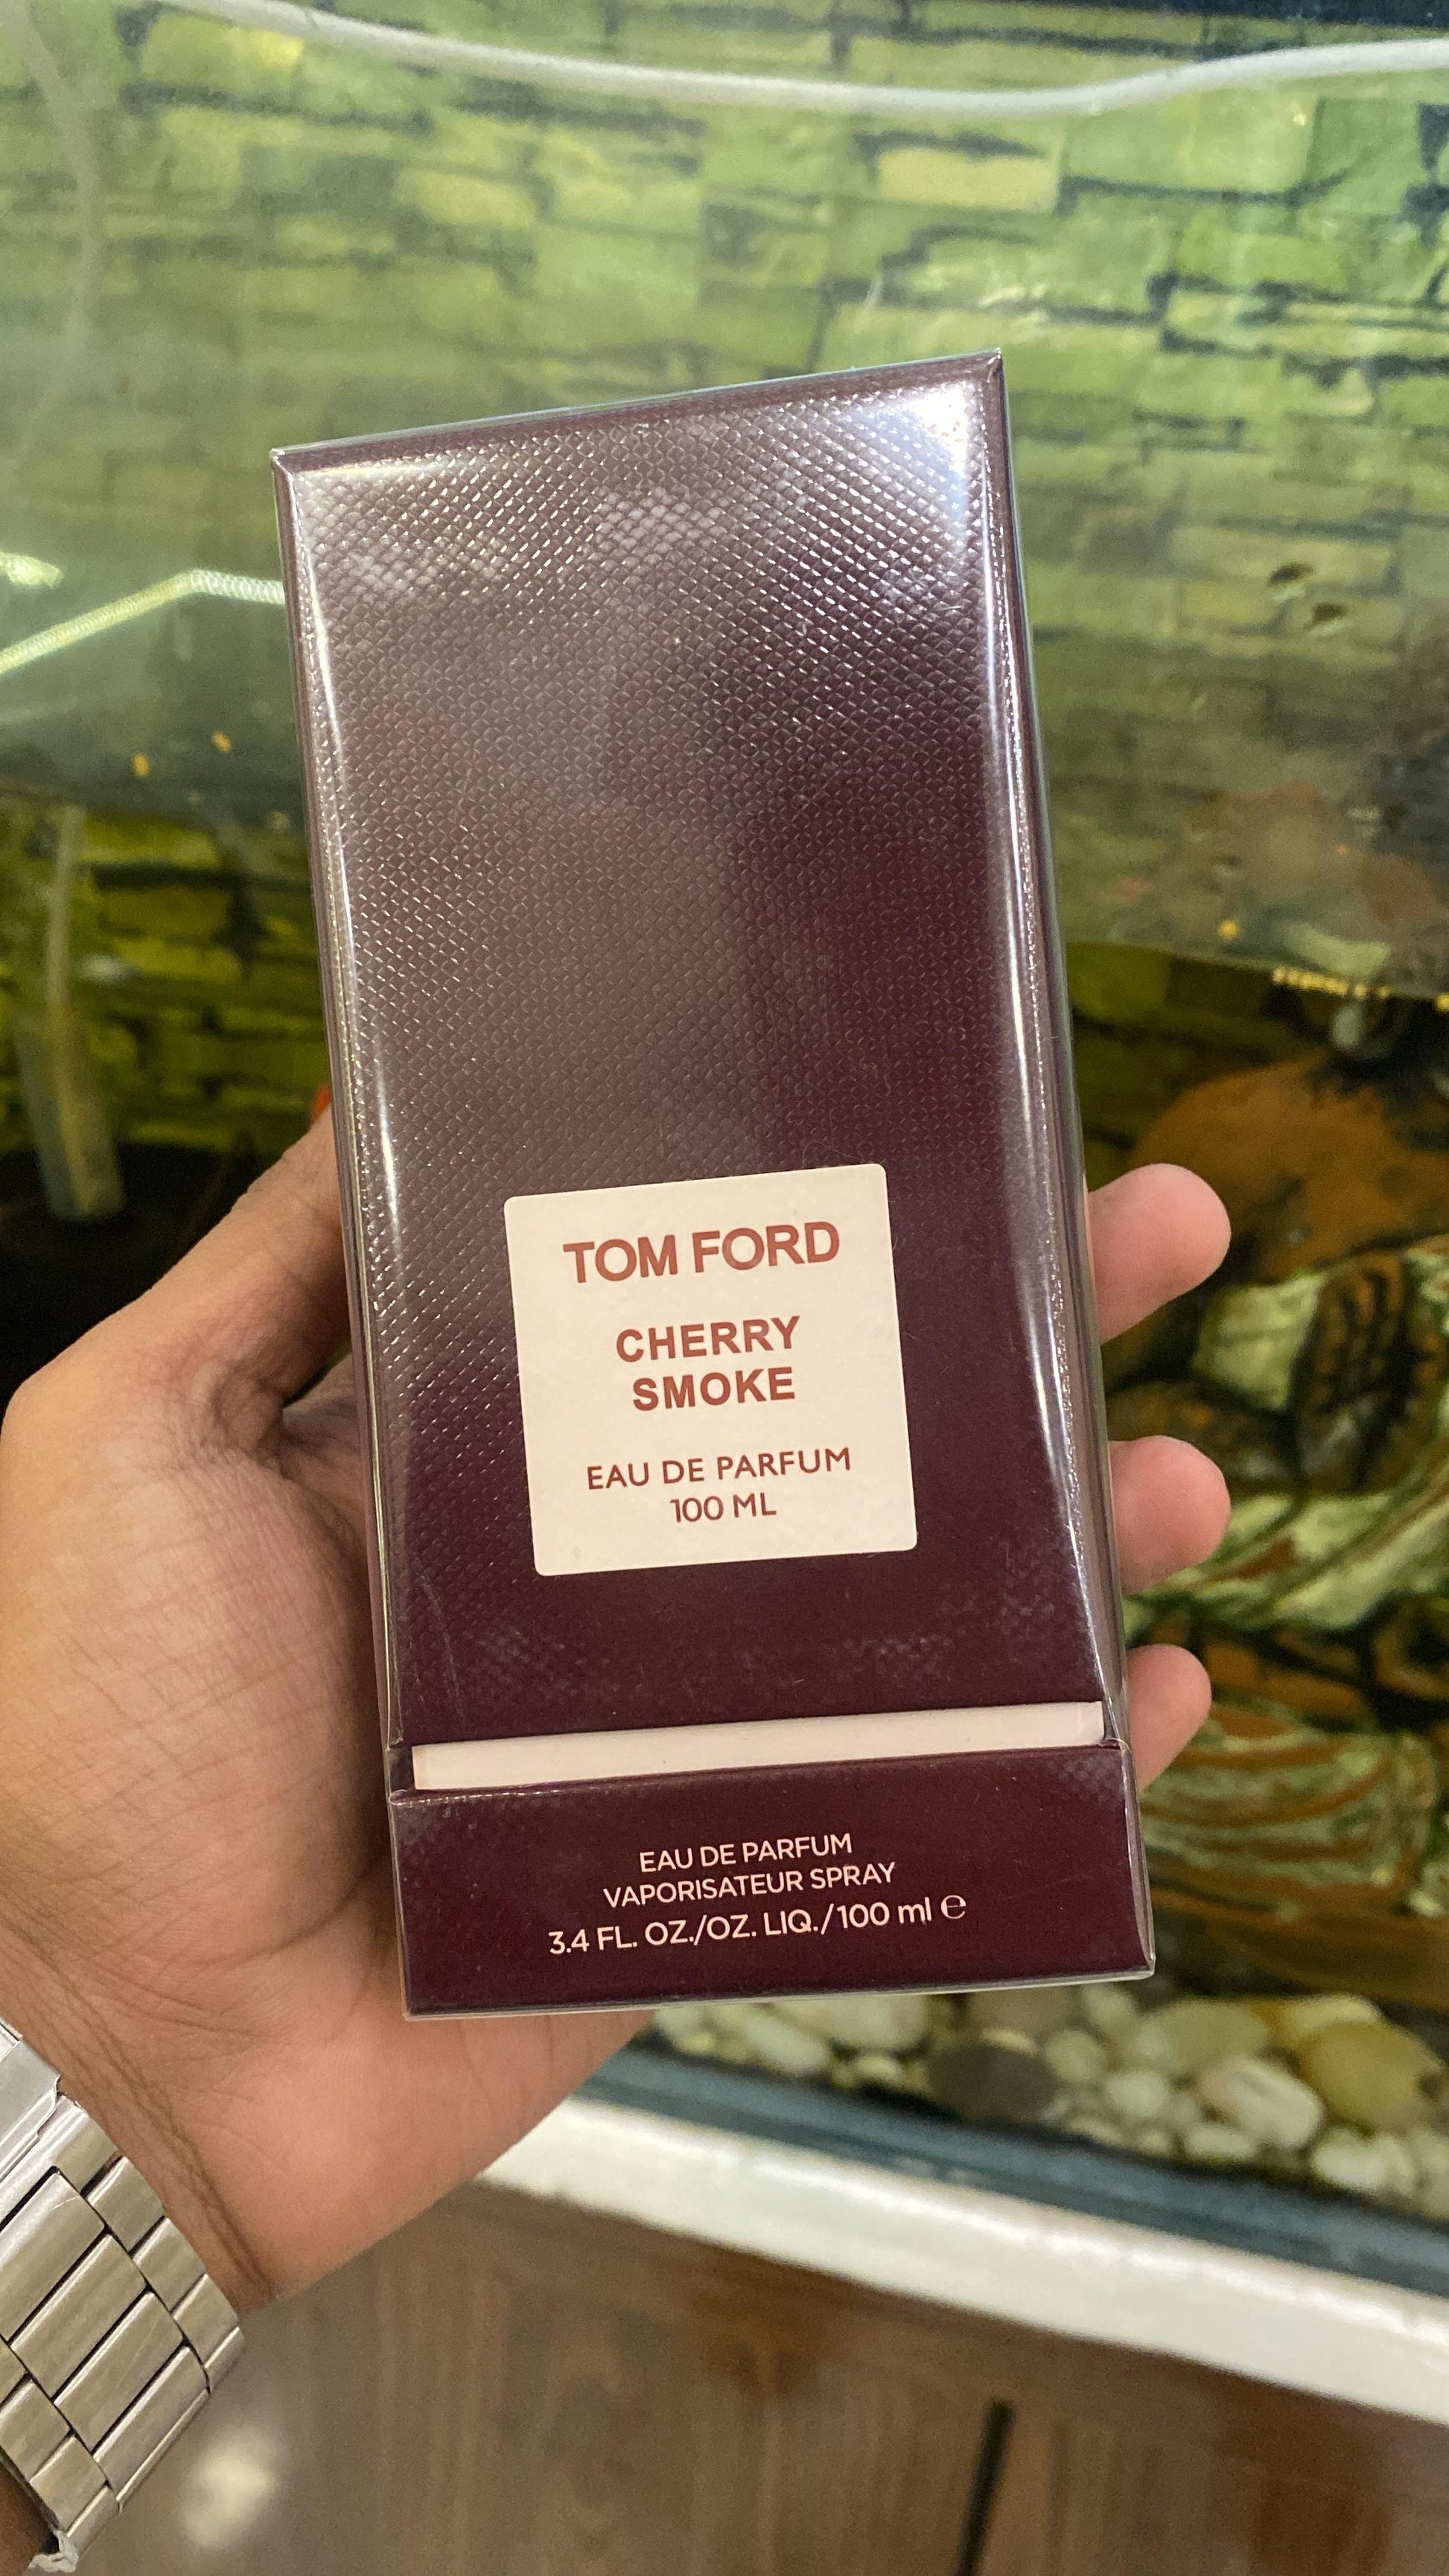 TOM FORD
CHERRY
SMOKE
EAU DE PARFUM
100 ML
EAU DE PARFUM
VAPORISATEUR SPRAY
3.4 FL. OZ./OZ. LIQ./100 ml ℮